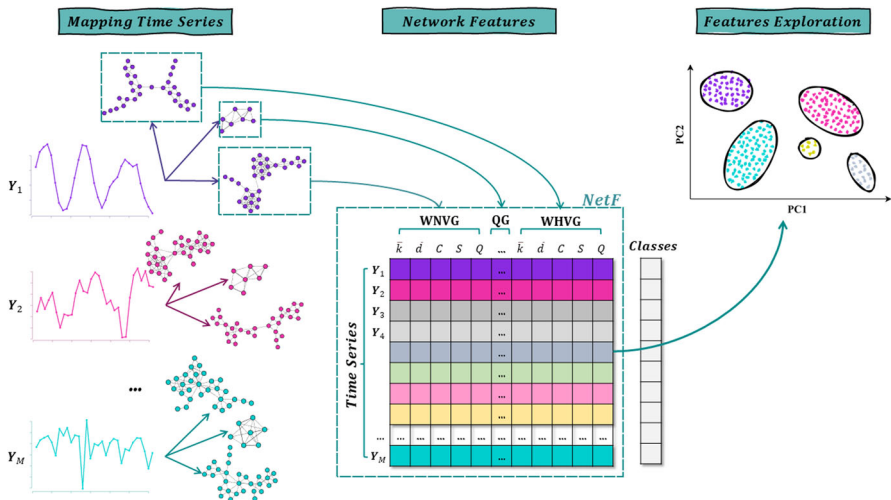 Mapping Time Series
Network Features
Features Exploration
Y1
Y2
...
YM
NetF
WNVG QG WHVG
k̄ d̄ C S Q ... k̄ d̄ C S Q
Classes
Time Series
Y1 ...
Y2 ...
Y3 ...
Y4 ...
...
...
...
...
... ... ... ... ... ... ... ... ... ... ... ...
YM ...
PC2
PC1